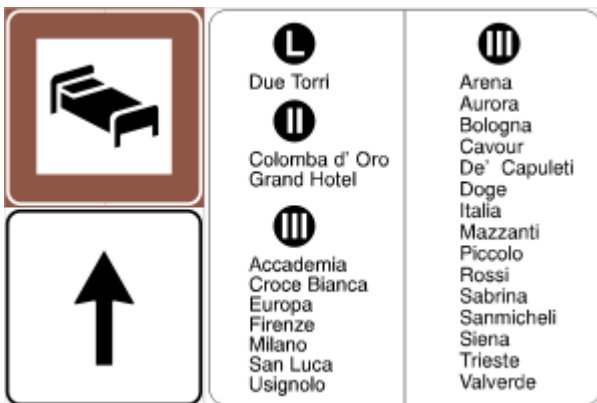 L
Due Torri
II
Colomba d' Oro
Grand Hotel
III
Accademia
Croce Bianca
Europa
Firenze
Milano
San Luca
Usignolo
III
Arena
Aurora
Bologna
Cavour
De' Capuleti
Doge
Italia
Mazzanti
Piccolo
Rossi
Sabrina
Sanmicheli
Siena
Trieste
Valverde